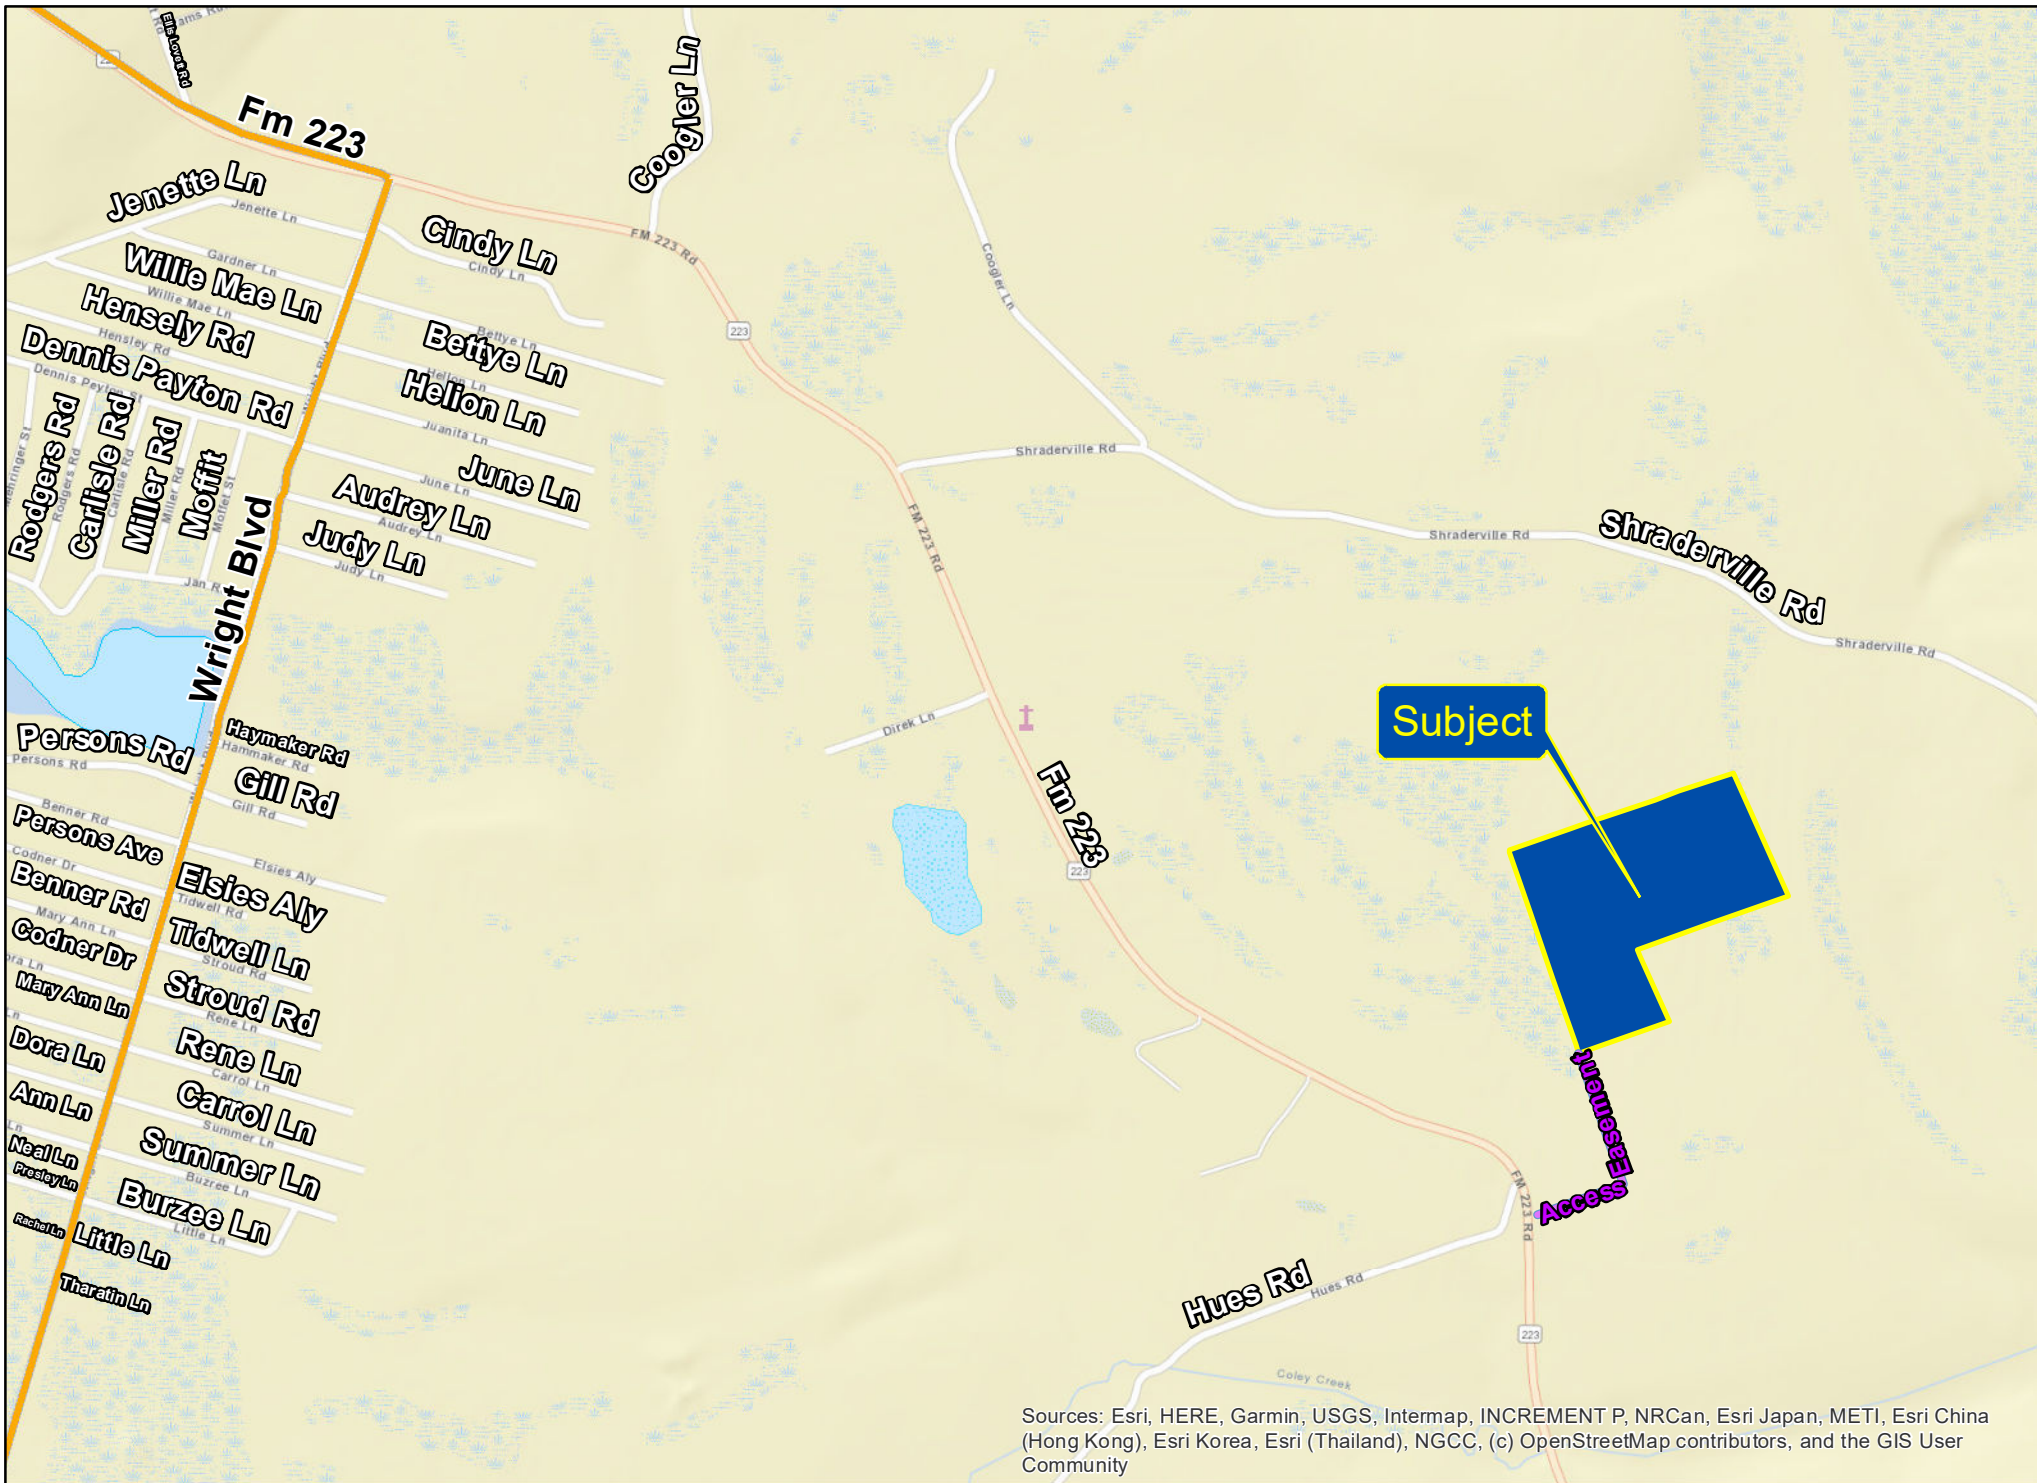 Ellis Lovett Rd
Fm 223
Coogler Ln
Jenette Ln
Jenette Ln
Cindy Ln
Cindy Ln
FM 223 Rd
Coogler Ln
Gardner Ln
Willie Mae Ln
Willie Mae Ln
Hensely Rd
Hensley Rd
Dennis Payton Rd
Dennis Peyton St
Bettye Ln
Bettye Ln
Hellon Ln
Helion Ln
Juanita Ln
June Ln
June Ln
Audrey Ln
Audrey Ln
Judy Ln
Judy Ln
223
Rodgers Rd
Rodgers Rd
Carlisle Rd
Carlisle Rd
Miller Rd
Miller Rd
Moffit
Moffet St
Wright Blvd
Shraderville Rd
FM 223 Rd
Shraderville Rd
Shraderville Rd
Shraderville Rd
Subject
Direk Ln
Fm 223
223
Persons Rd
Persons Rd
Haymaker Rd
Hammaker Rd
Gill Rd
Gill Rd
Benner Rd
Persons Ave
Elsies Aly
Elsies Aly
Codner Dr
Benner Rd
Tidwell Rd
Tidwell Ln
Mary Ann Ln
Codner Dr
Stroud Rd
Stroud Rd
Mary Ann Ln
Rene Ln
Rene Ln
Dora Ln
Carrol Ln
Carrol Ln
Ann Ln
Summer Ln
Summer Ln
Neal Ln
Presley Ln
Buzree Ln
Burzee Ln
Rachel Ln
Little Ln
Little Ln
Tharatin Ln
Access Easement
FM 223 Rd
Hues Rd
Hues Rd
223
Coley Creek
Sources: Esri, HERE, Garmin, USGS, Intermap, INCREMENT P, NRCan, Esri Japan, METI, Esri China
(Hong Kong), Esri Korea, Esri (Thailand), NGCC, (c) OpenStreetMap contributors, and the GIS User
Community